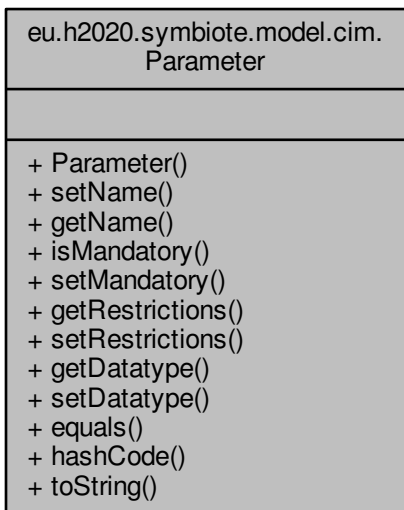 eu.h2020.symbiote.model.cim.
Parameter
+ Parameter()
+ setName()
+ getName()
+ isMandatory()
+ setMandatory()
+ getRestrictions()
+ setRestrictions()
+ getDatatype()
+ setDatatype()
+ equals()
+ hashCode()
+ toString()